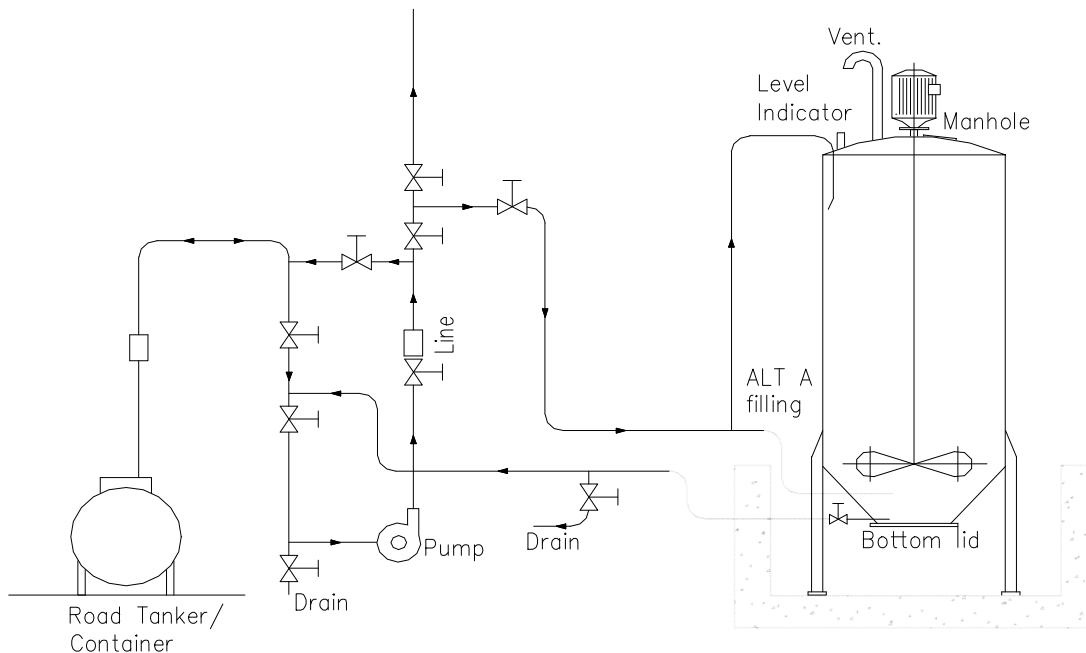 Vent.
Level
Indicator
Manhole
Line
ALT A
filling
Pump
Drain
Bottom lid
Drain
Road Tanker/
Container